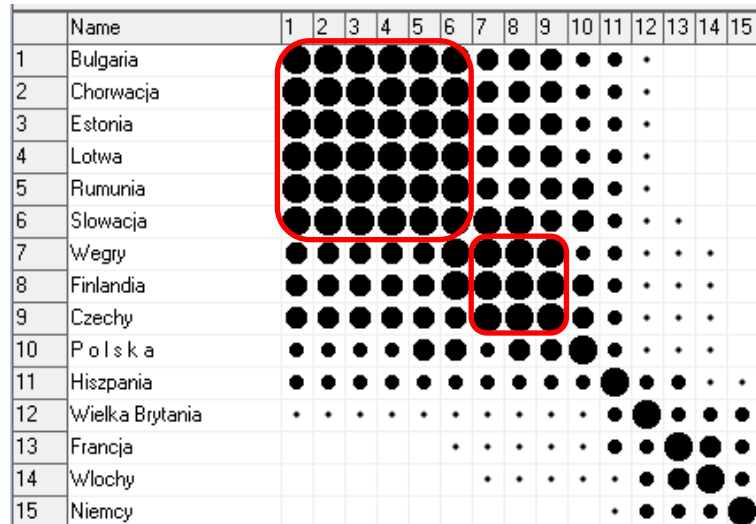 Name 1 2 3 4 5 6 7 8 9 10 11 12 13 14 15
1 Bulgaria
2 Chorwacja
3 Estonia
4 Lotwa
5 Rumunia
6 Slowacja
7 Wegry
8 Finlandia
9 Czechy
10 P o l s k a
11 Hiszpania
12 Wielka Brytania
13 Francja
14 Wlochy
15 Niemcy